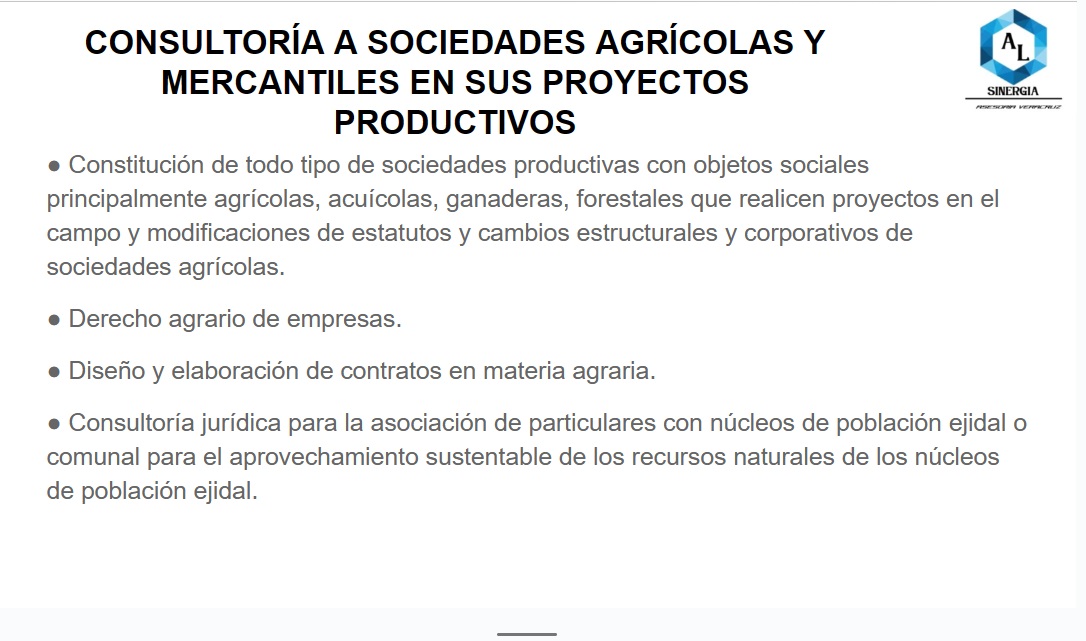 CONSULTORÍA A SOCIEDADES AGRÍCOLAS Y
MERCANTILES EN SUS PROYECTOS
PRODUCTIVOS
AL
SINERGIA
ASESORIA VERACRUZ
● Constitución de todo tipo de sociedades productivas con objetos sociales
principalmente agrícolas, acuícolas, ganaderas, forestales que realicen proyectos en el
campo y modificaciones de estatutos y cambios estructurales y corporativos de
sociedades agrícolas.
● Derecho agrario de empresas.
● Diseño y elaboración de contratos en materia agraria.
● Consultoría jurídica para la asociación de particulares con núcleos de población ejidal o
comunal para el aprovechamiento sustentable de los recursos naturales de los núcleos
de población ejidal.